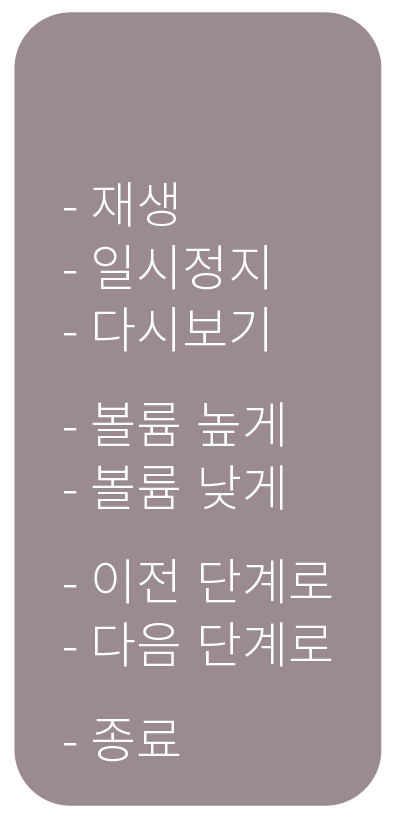 - 재생
- 일시정지
- 다시보기
- 볼륨 높게
- 볼륨 낮게
- 이전 단계로
- 다음 단계로
- 종료